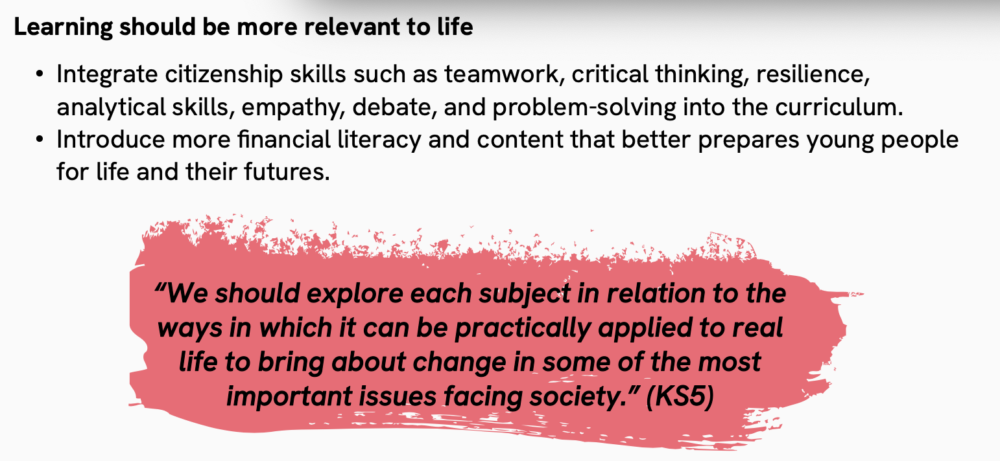 Learning should be more relevant to life
• Integrate citizenship skills such as teamwork, critical thinking, resilience,
analytical skills, empathy, debate, and problem-solving into the curriculum.
• Introduce more financial literacy and content that better prepares young people
for life and their futures.
“We should explore each subject in relation to the
ways in which it can be practically applied to real
life to bring about change in some of the most
important issues facing society.” (KS5)